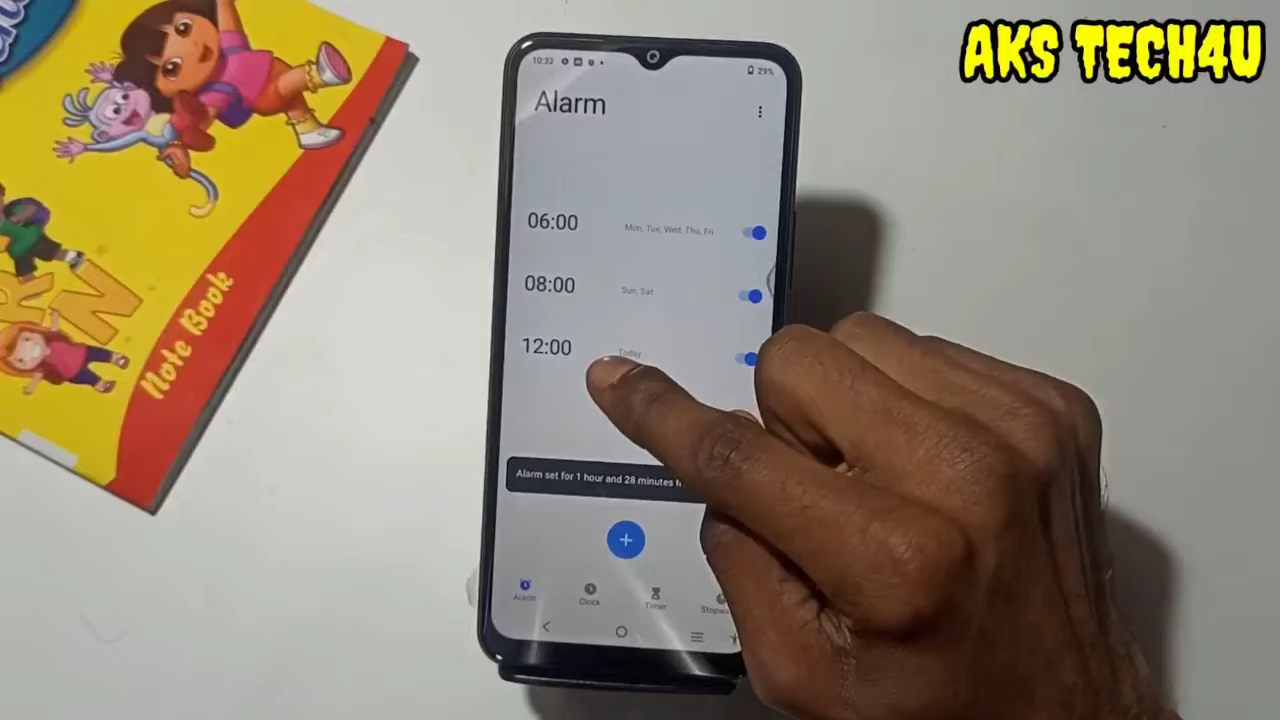 AKS TECH4U
10:33
29%
Alarm
06:00
Mon, Tue, Wed, Thu, Fri
08:00
Sun, Sat
12:00
Today
Alarm set for 1 hour and 28 minutes
+
Alarm
Clock
Timer
Note Book